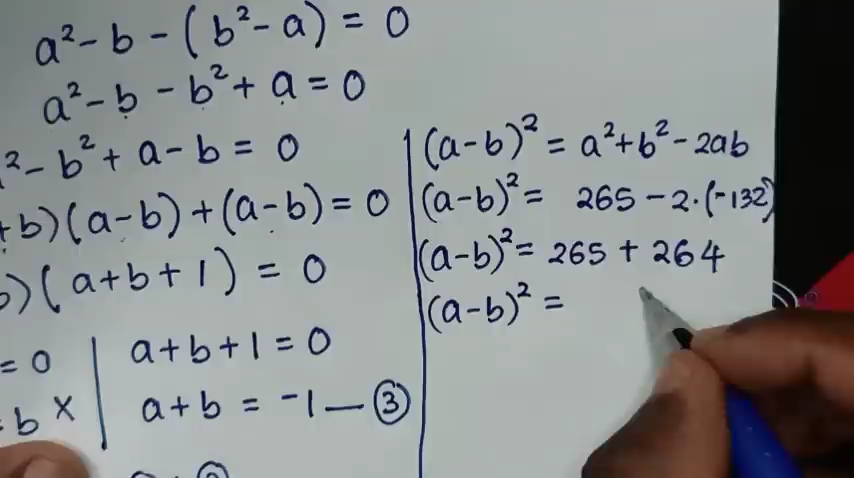 a² - b - (b² - a) = 0
a² - b - b² + a = 0
² - b² + a - b = 0
+b)(a - b) + (a - b) = 0
)(a + b + 1) = 0
= 0
b ×
a + b + 1 = 0
a + b = -1 — ③
(a - b)² = a² + b² - 2ab
(a - b)² = 265 - 2·(-132)
(a - b)² = 265 + 264
(a - b)² =